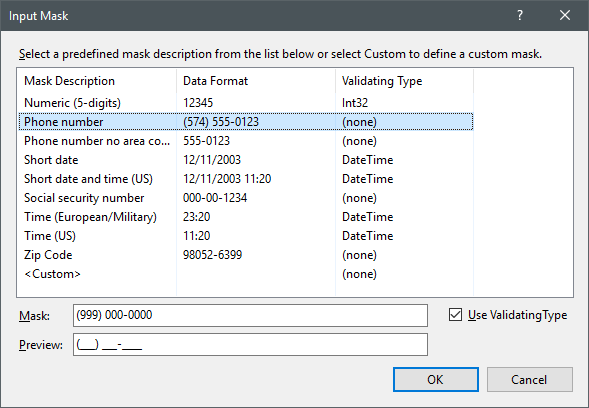 Input Mask
Select a predefined mask description from the list below or select Custom to define a custom mask.
Mask Description Data Format Validating Type
Numeric (5-digits) 12345 Int32
Phone number (574) 555-0123 (none)
Phone number no area co... 555-0123 (none)
Short date 12/11/2003 DateTime
Short date and time (US) 12/11/2003 11:20 DateTime
Social security number 000-00-1234 (none)
Time (European/Military) 23:20 DateTime
Time (US) 11:20 DateTime
Zip Code 98052-6399 (none)
<Custom> (none)
Mask: (999) 000-0000 Use ValidatingType
Preview: (___) ___-____
OK Cancel